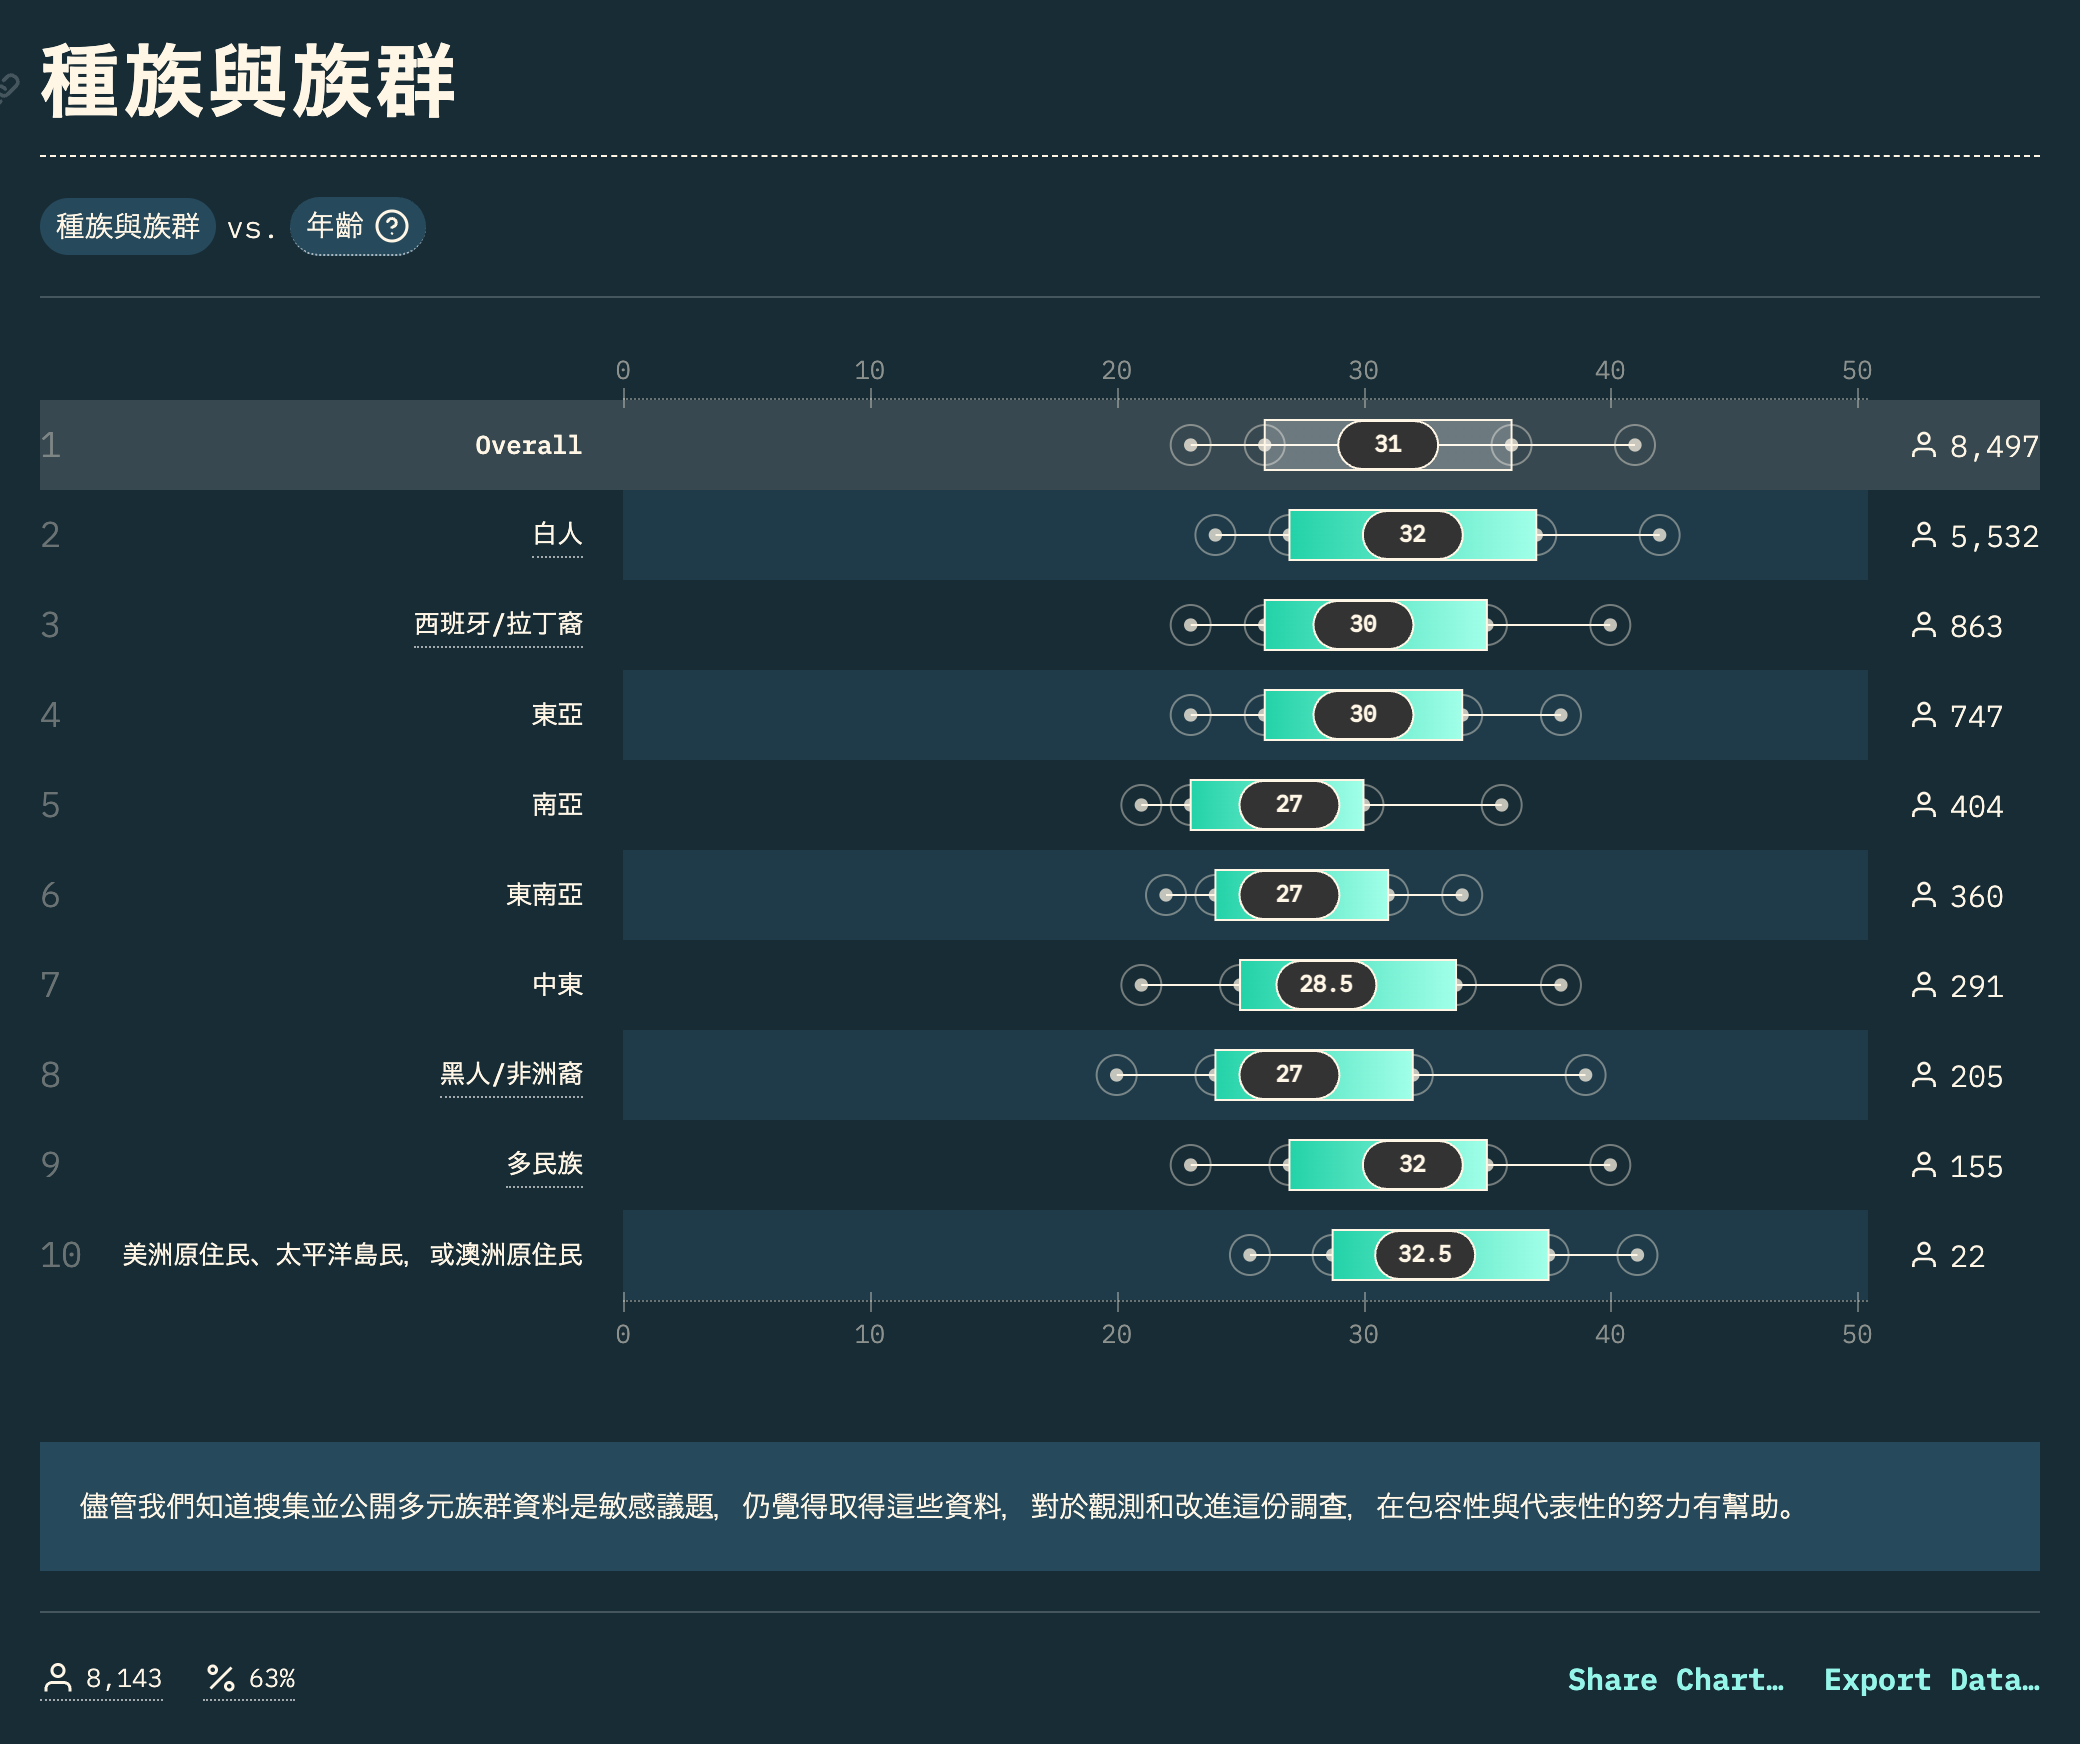 種族與族群
種族與族群 vs. 年齡
0 10 20 30 40 50
1 Overall 31 8,497
2 白人 32 5,532
3 西班牙/拉丁裔 30 863
4 東亞 30 747
5 南亞 27 404
6 東南亞 27 360
7 中東 28.5 291
8 黑人/非洲裔 27 205
9 多民族 32 155
10 美洲原住民、太平洋島民，或澳洲原住民 32.5 22
0 10 20 30 40 50
儘管我們知道搜集並公開多元族群資料是敏感議題，仍覺得取得這些資料，對於觀測和改進這份調查，在包容性與代表性的努力有幫助。
8,143 63% Share Chart… Export Data…